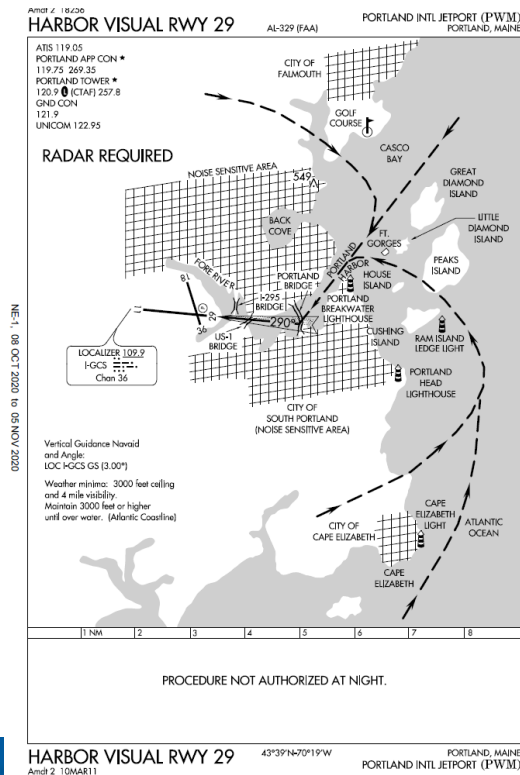 Amdt 2 18256
HARBOR VISUAL RWY 29
AL-329 (FAA)
PORTLAND INTL JETPORT (PWM)
PORTLAND, MAINE
ATIS 119.05
PORTLAND APP CON ★
119.75 269.35
PORTLAND TOWER ★
120.9 L (CTAF) 257.8
GND CON
121.9
UNICOM 122.95
RADAR REQUIRED
CITY OF
FALMOUTH
GOLF
COURSE
CASCO
BAY
NOISE SENSITIVE AREA
549
GREAT
DIAMOND
ISLAND
LITTLE
DIAMOND
ISLAND
BACK
COVE
FT.
GORGES
PEAKS
ISLAND
PORTLAND
HARBOR
HOUSE
ISLAND
FORE RIVER
PORTLAND
BRIDGE
I-295
BRIDGE
PORTLAND
BREAKWATER
LIGHTHOUSE
18
11
29
36
290°
US-1
BRIDGE
CUSHING
ISLAND
RAM ISLAND
LEDGE LIGHT
LOCALIZER 109.9
I-GCS
Chan 36
PORTLAND
HEAD
LIGHTHOUSE
CITY OF
SOUTH PORTLAND
(NOISE SENSITIVE AREA)
Vertical Guidance Navaid
and Angle:
LOC I-GCS GS (3.00°)
Weather minima: 3000 feet ceiling
and 4 mile visibility.
Maintain 3000 feet or higher
until over water. (Atlantic Coastline)
CITY OF
CAPE ELIZABETH
CAPE
ELIZABETH
LIGHT
ATLANTIC
OCEAN
CAPE
ELIZABETH
NE-1, 08 OCT 2020 to 05 NOV 2020
1 NM 2 3 4 5 6 7 8
PROCEDURE NOT AUTHORIZED AT NIGHT.
HARBOR VISUAL RWY 29
Amdt 2 10MAR11
43°39'N-70°19'W
PORTLAND, MAINE
PORTLAND INTL JETPORT (PWM)